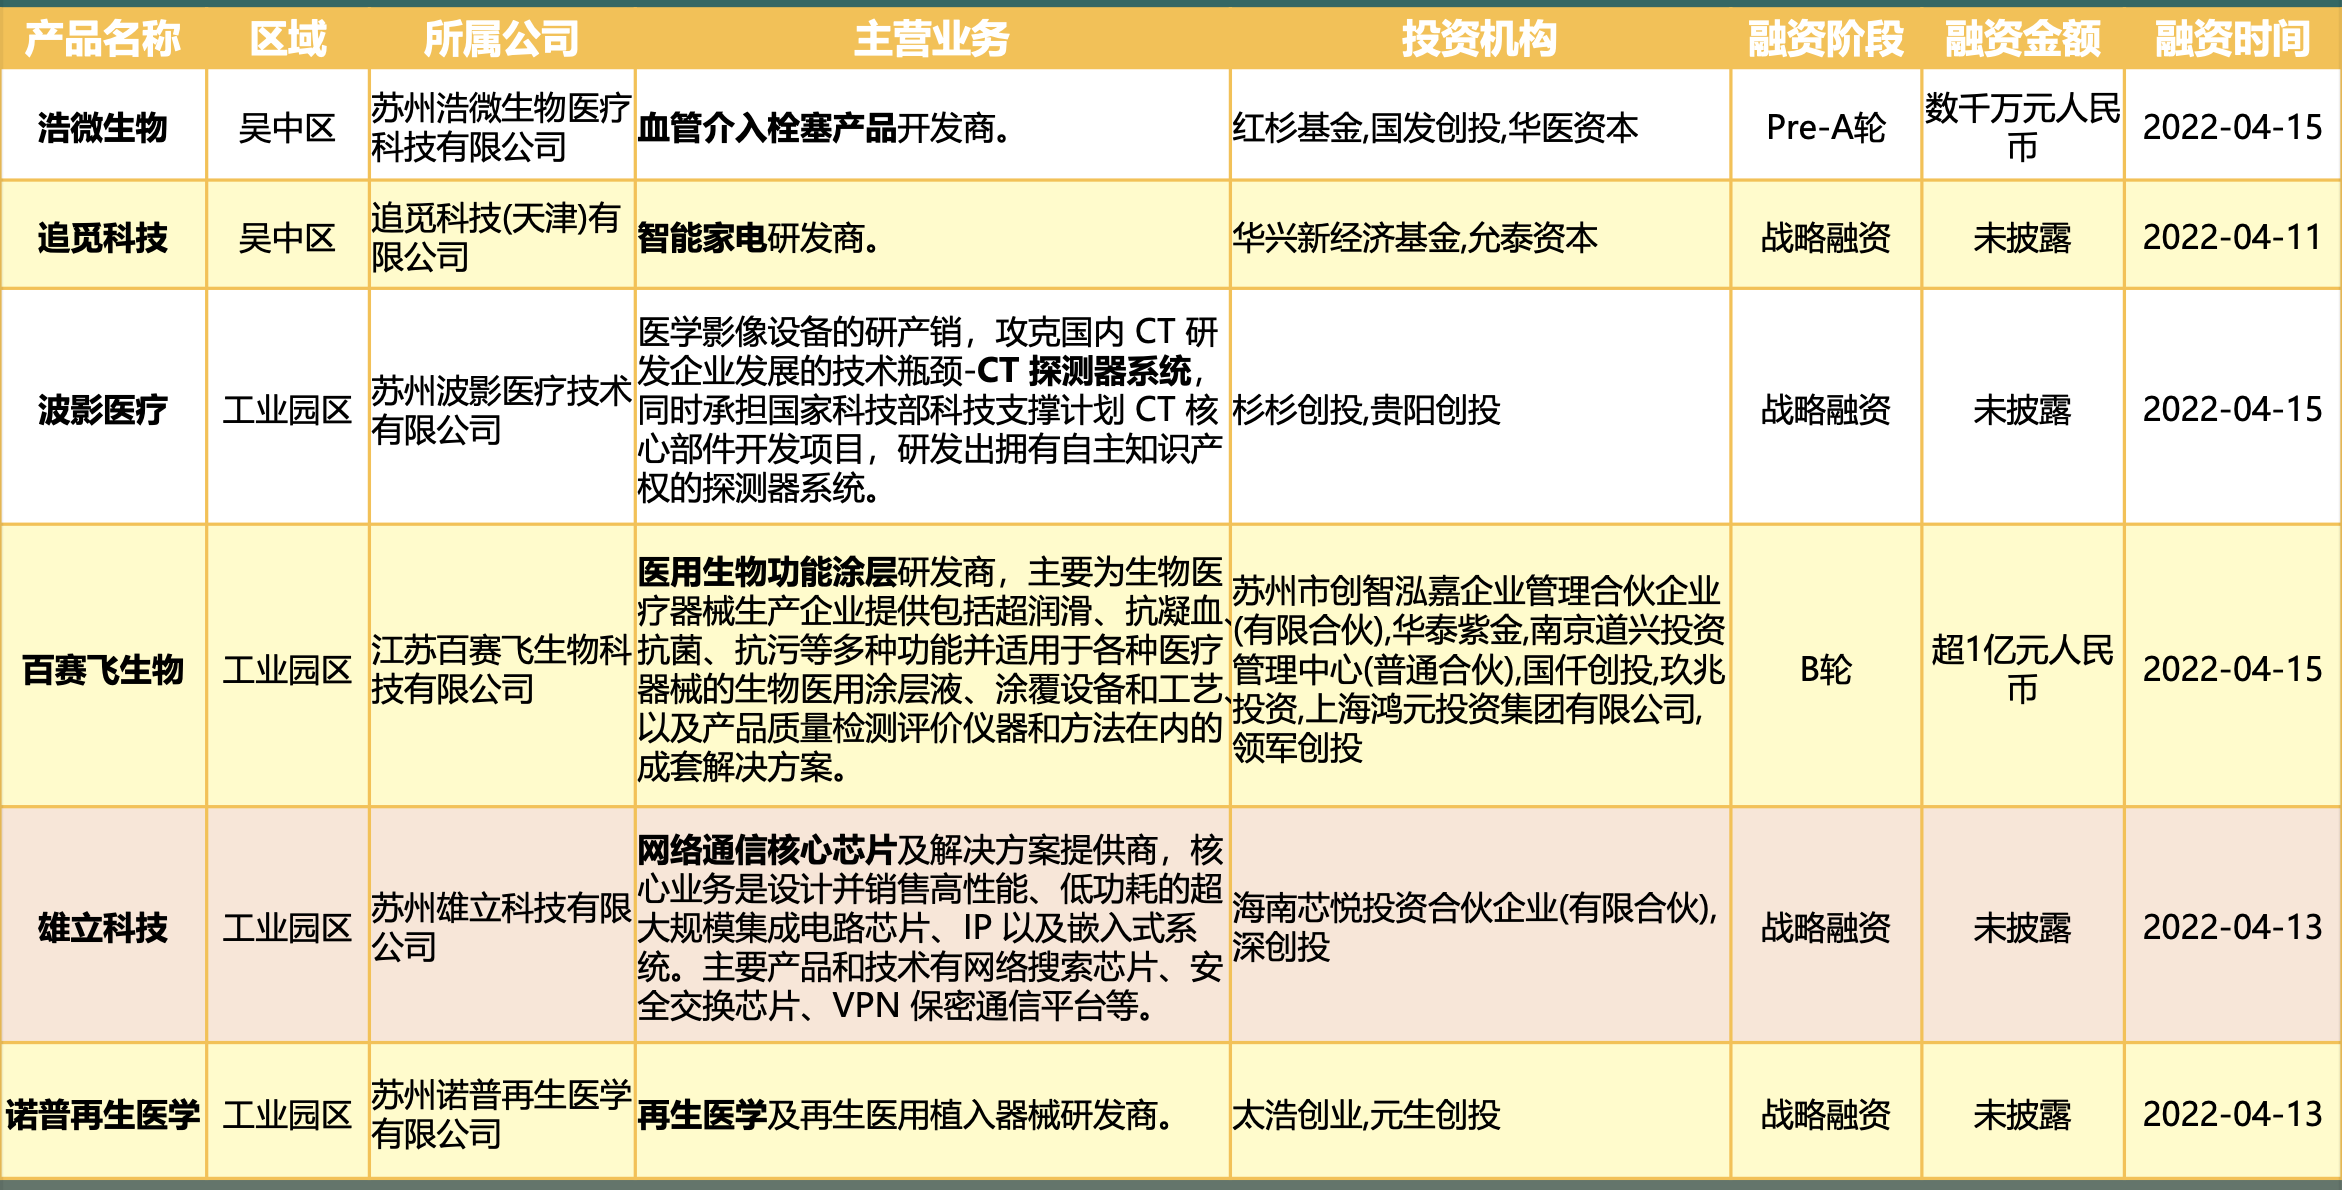 产品名称 区域 所属公司 主营业务 投资机构 融资阶段 融资金额 融资时间
浩微生物
吴中区
苏州浩微生物医疗
科技有限公司
血管介入栓塞产品开发商。
红杉基金,国发创投,华医资本
Pre-A轮
数千万元人民
币
2022-04-15
追觅科技
吴中区
追觅科技(天津)有
限公司
智能家电研发商。
华兴新经济基金,允泰资本
战略融资
未披露
2022-04-11
波影医疗
工业园区
苏州波影医疗技术
有限公司
医学影像设备的研产销，攻克国内 CT 研
发企业发展的技术瓶颈-CT 探测器系统，
同时承担国家科技部科技支撑计划 CT 核
心部件开发项目，研发出拥有自主知识产
权的探测器系统。
杉杉创投,贵阳创投
战略融资
未披露
2022-04-15
百赛飞生物
工业园区
江苏百赛飞生物科
技有限公司
医用生物功能涂层研发商，主要为生物医
疗器械生产企业提供包括超润滑、抗凝血、
抗菌、抗污等多种功能并适用于各种医疗
器械的生物医用涂层液、涂覆设备和工艺、
以及产品质量检测评价仪器和方法在内的
成套解决方案。
苏州市创智泓嘉企业管理合伙企业
(有限合伙),华泰紫金,南京道兴投资
管理中心(普通合伙),国仟创投,玖兆
投资,上海鸿元投资集团有限公司,
领军创投
B轮
超1亿元人民
币
2022-04-15
雄立科技
工业园区
苏州雄立科技有限
公司
网络通信核心芯片及解决方案提供商，核
心业务是设计并销售高性能、低功耗的超
大规模集成电路芯片、IP 以及嵌入式系
统。主要产品和技术有网络搜索芯片、安
全交换芯片、VPN 保密通信平台等。
海南芯悦投资合伙企业(有限合伙),
深创投
战略融资
未披露
2022-04-13
诺普再生医学
工业园区
苏州诺普再生医学
有限公司
再生医学及再生医用植入器械研发商。
太浩创业,元生创投
战略融资
未披露
2022-04-13